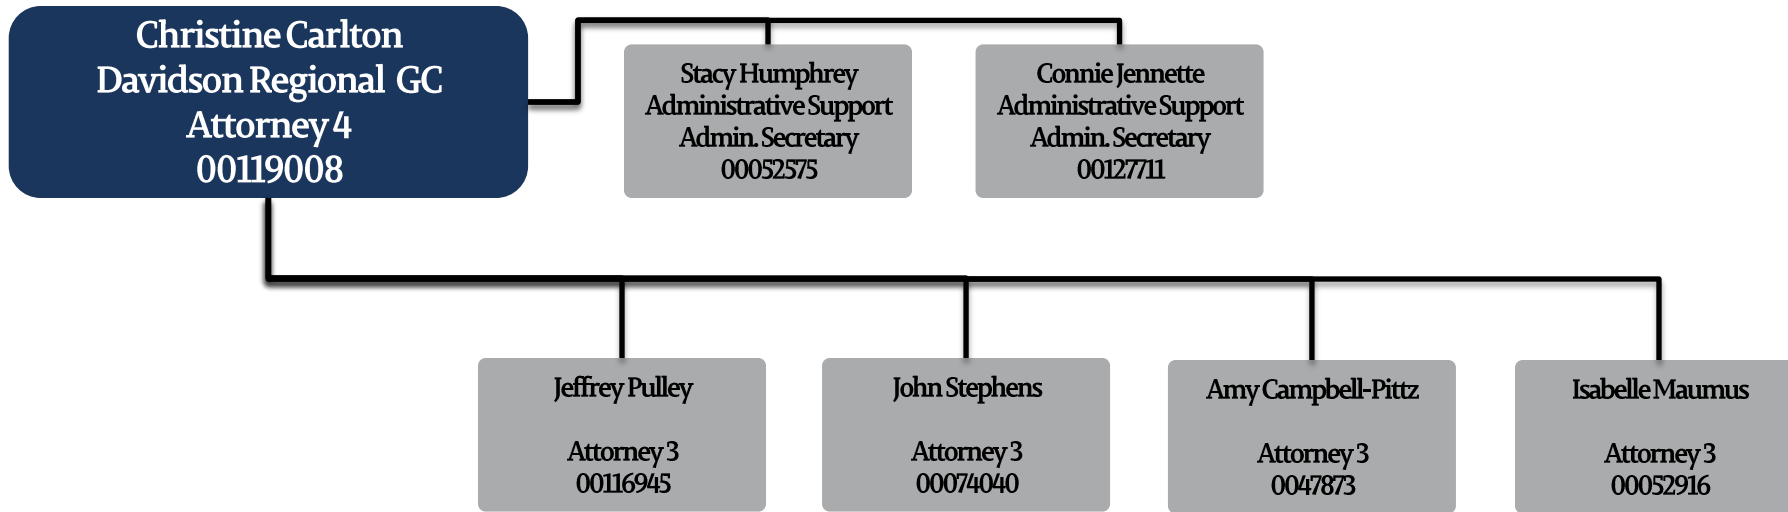 Christine Carlton
Davidson Regional GC
Attorney 4
00119008
Stacy Humphrey
Administrative Support
Admin. Secretary
00052575
Connie Jennette
Administrative Support
Admin. Secretary
00127711
Jeffrey Pulley
Attorney 3
00116945
John Stephens
Attorney 3
00074040
Amy Campbell-Pittz
Attorney 3
0047873
Isabelle Maumus
Attorney 3
00052916